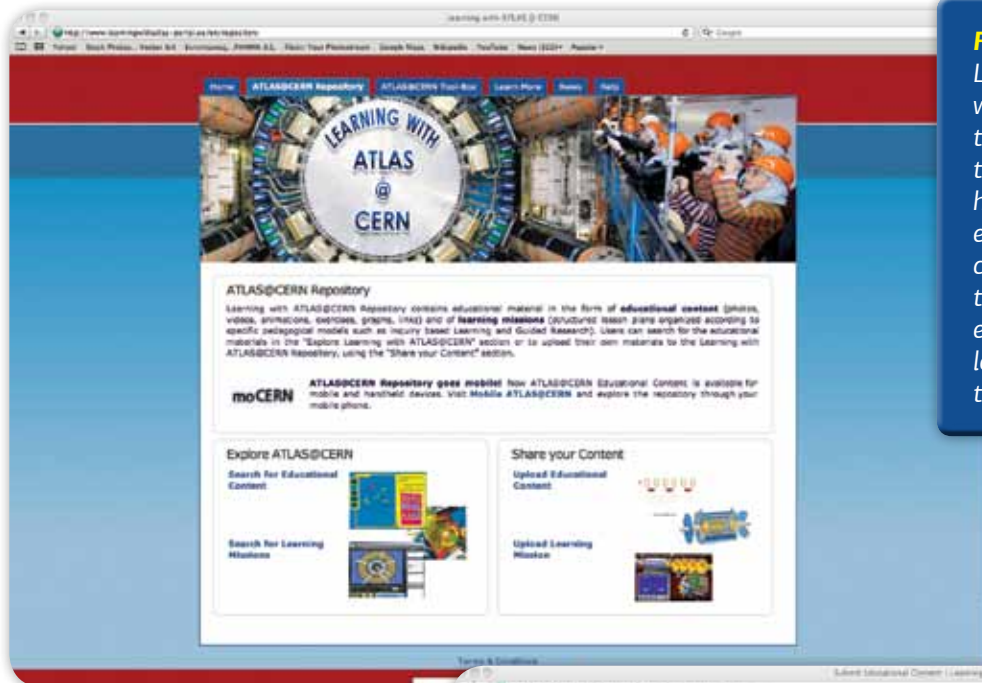 Learning with ATLAS @ CERN
Home ATLAS@CERN Repository ATLAS@CERN Tool-Box Learn More News Help
LEARNING WITH
ATLAS
@
CERN
ATLAS@CERN Repository
Learning with ATLAS@CERN Repository contains educational material in the form of educational content (photos,
videos, animations, exercises, graphs, links) and of learning missions (structured lesson plans organized according to
specific pedagogical models such as Inquiry based Learning and Guided Research). Users can search for the educational
materials in the "Explore Learning with ATLAS@CERN" section or to upload their own materials to the Learning with
ATLAS@CERN Repository, using the "Share your Content" section.
moCERN
ATLAS@CERN Repository goes mobile! Now ATLAS@CERN Educational Content is available for
mobile and handheld devices. Visit Mobile ATLAS@CERN and explore the repository through your
mobile phone.
Explore ATLAS@CERN
Search for Educational
Content
Search for Learning
Missions
Share your Content
Upload Educational
Content
Upload Learning
Mission
Terms & Conditions
Submit Educational Content | Learning